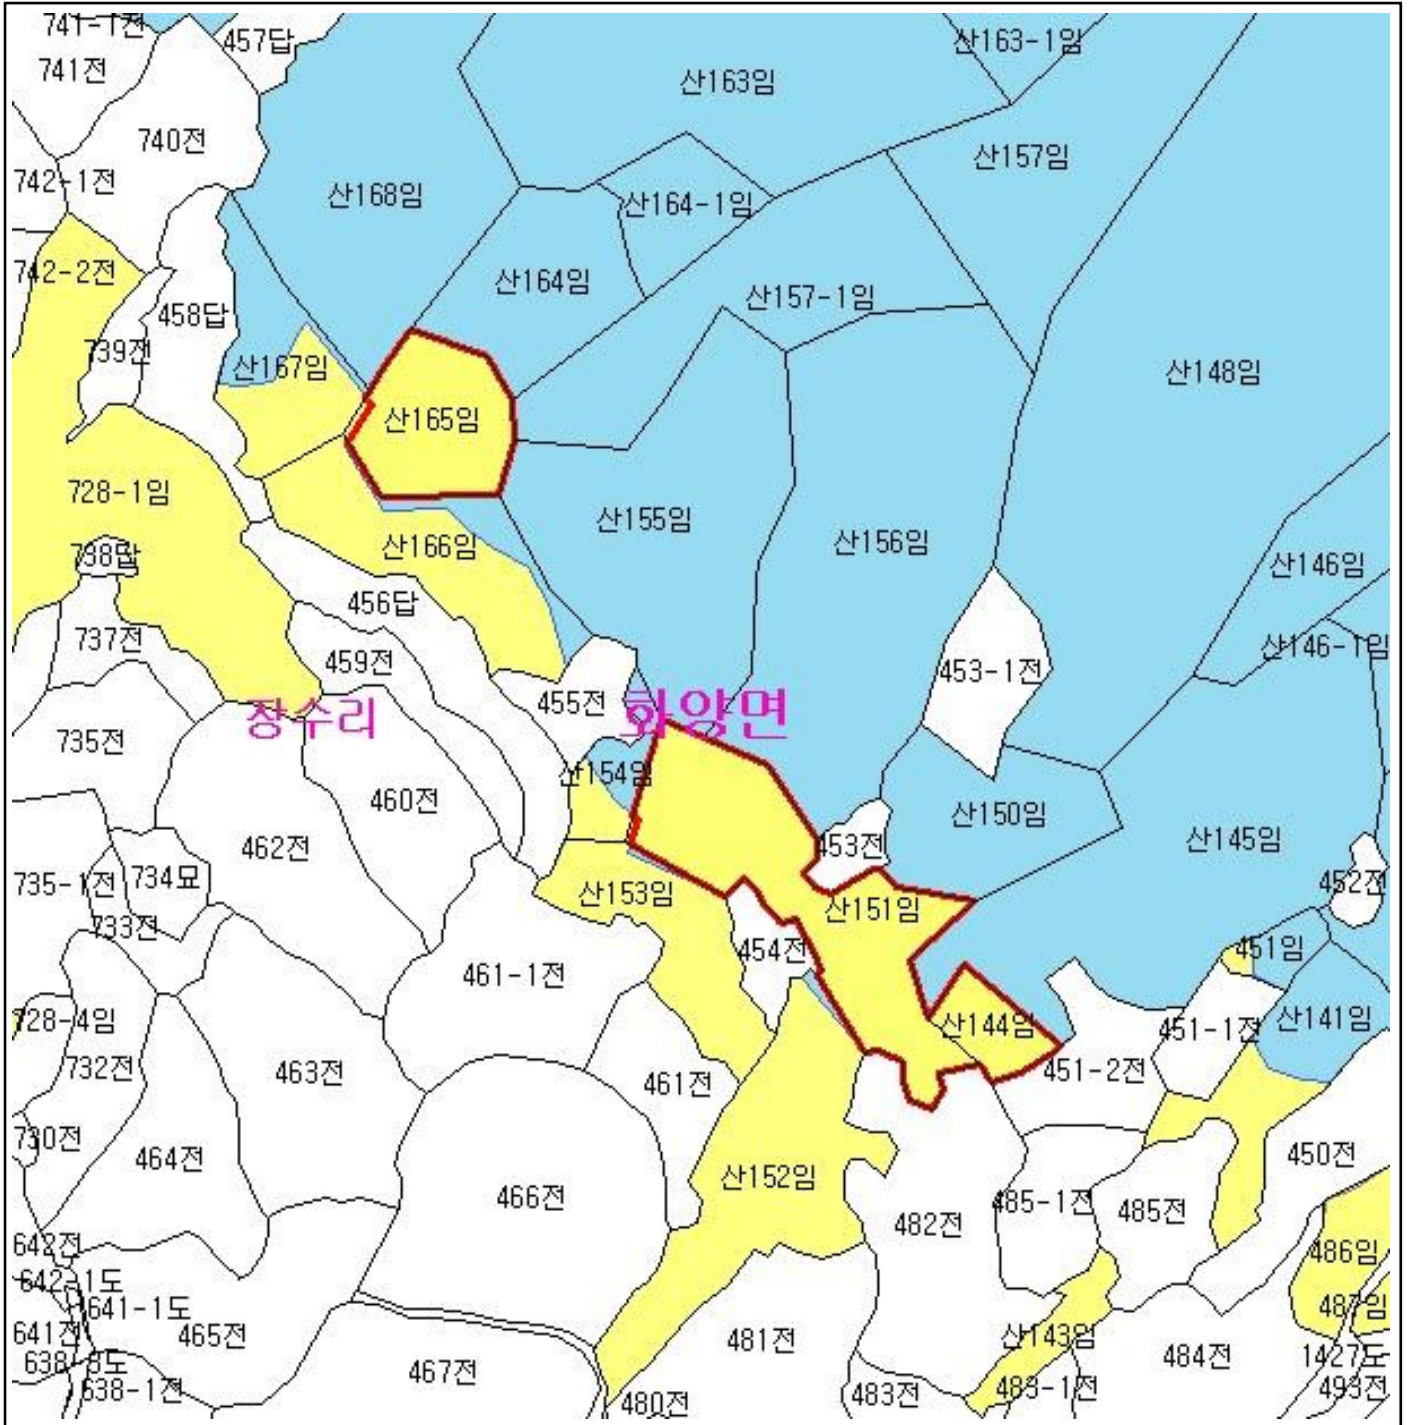 741-1전
457답
산163-1임
741전
산163임
740전
산157임
742-1전
산168임
산164-1임
742-2전
산164임
산157-1임
458답
739전
산167임
산148임
산165임
728-1임
산155임
산166임
산156임
738답
산146임
456답
737전
산146-1임
459전
453-1전
455전
장수리
화양면
735전
산154임
460전
산150임
462전
453전
산145임
735-1전
734묘
산153임
452전
산151임
733전
454전
451임
461-1전
728-4임
산144임
451-1전
산141임
732전
463전
461전
451-2전
730전
464전
450전
산152임
466전
485-1전
485전
482전
642전
486임
642-1도
641-1도
487임
641전
465전
481전
산143임
638-8도
484전
1427도
638-1전
467전
483전
483-1전
493전
480전